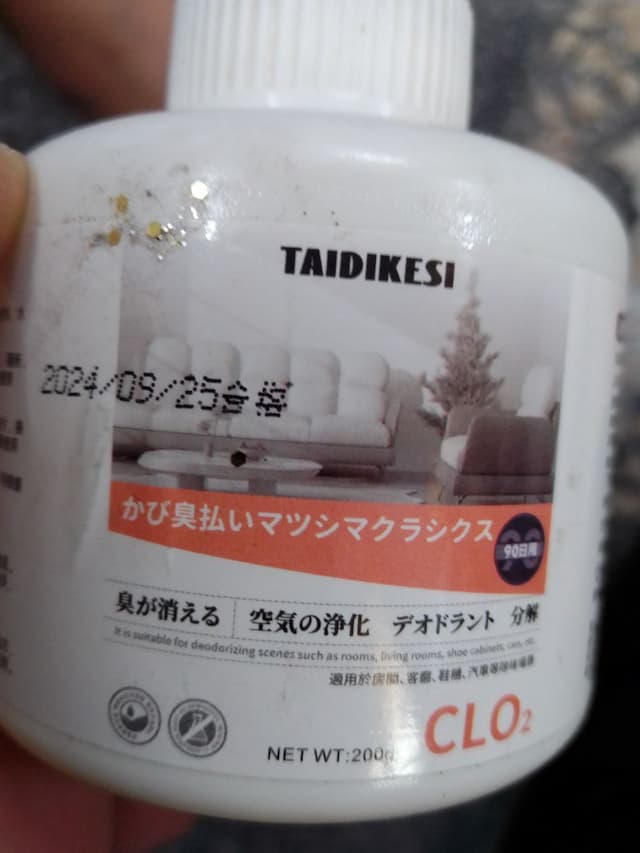 TAIDIKESI
2024/09/25合格
かび臭払いマツシマクラシクス
90日用
臭が消える 空気の浄化 デオドラント 分解
It is suitable for deodorizing scenes such as rooms, living rooms, shoe cabinets, cars, etc.
適用於房間、客廳、鞋櫃、汽車等除味場景
CLO₂
NET WT:200g